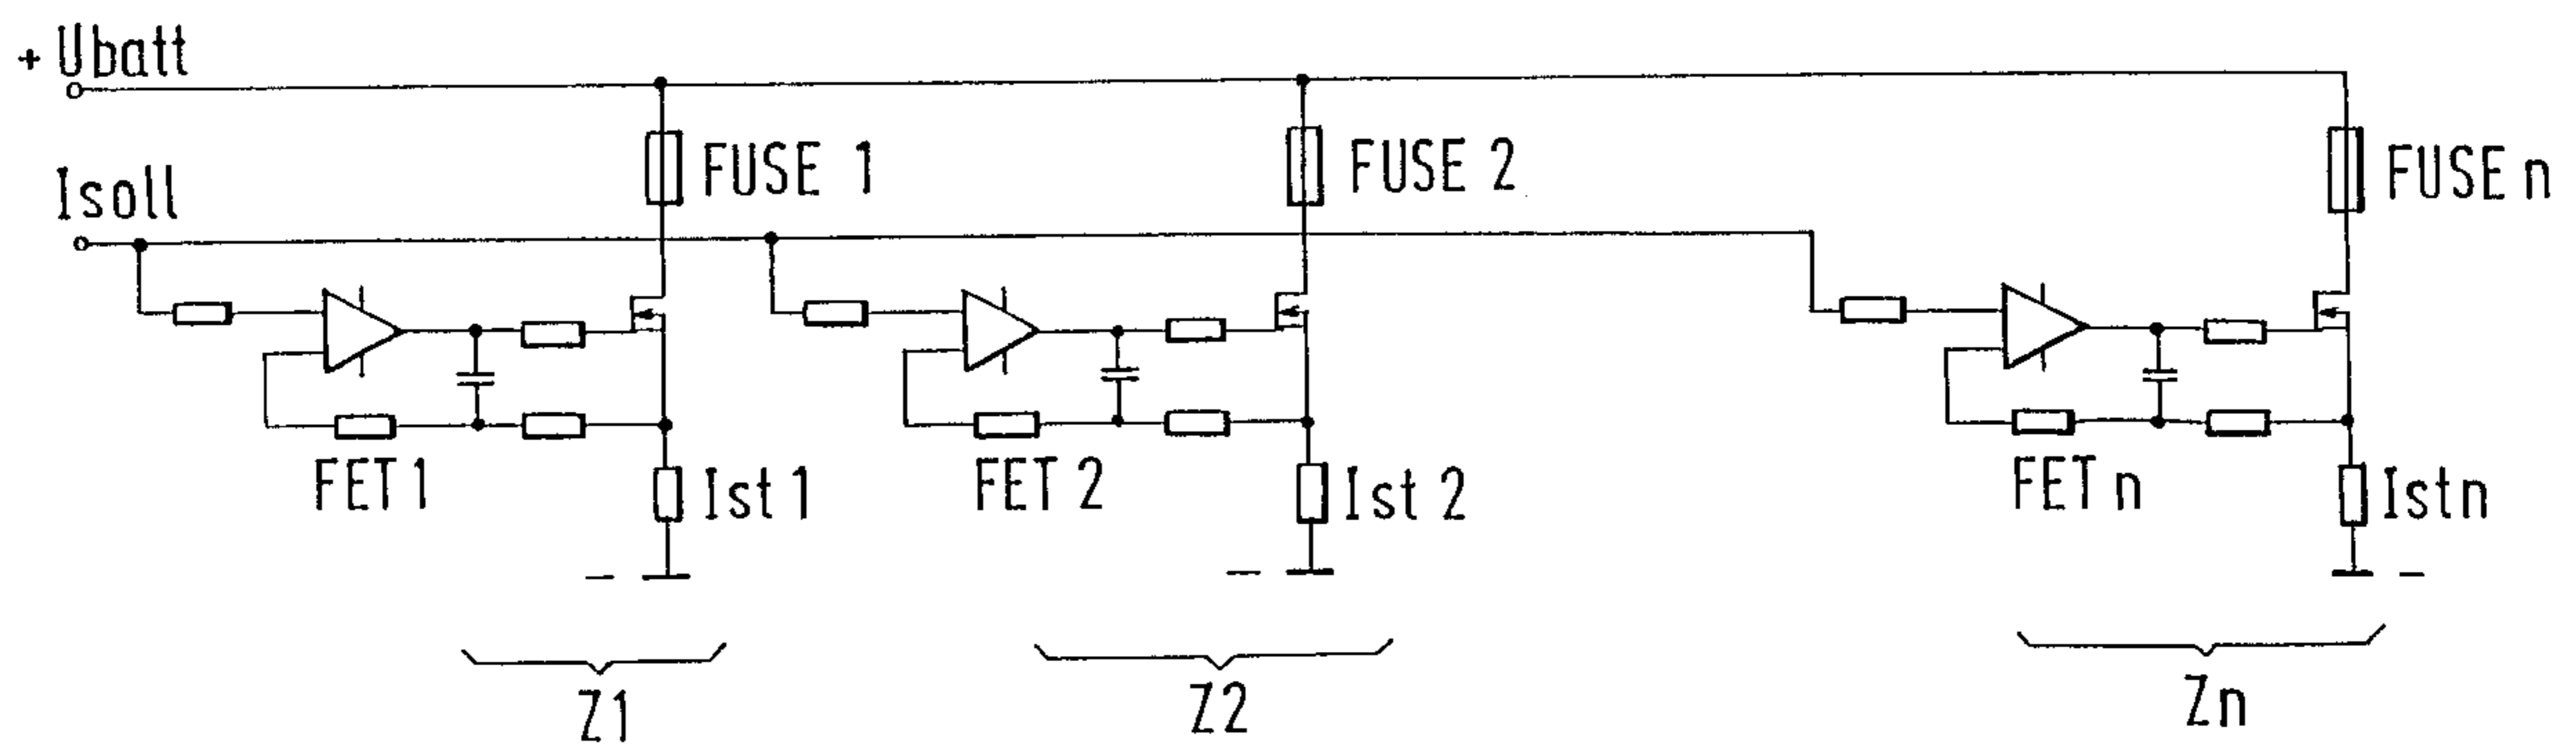 + Ubatt
FUSE 1
FUSE 2
FUSE n
Isoll
FET 1
Ist 1
FET 2
Ist 2
FET n
Istn
Z1
Z2
Zn